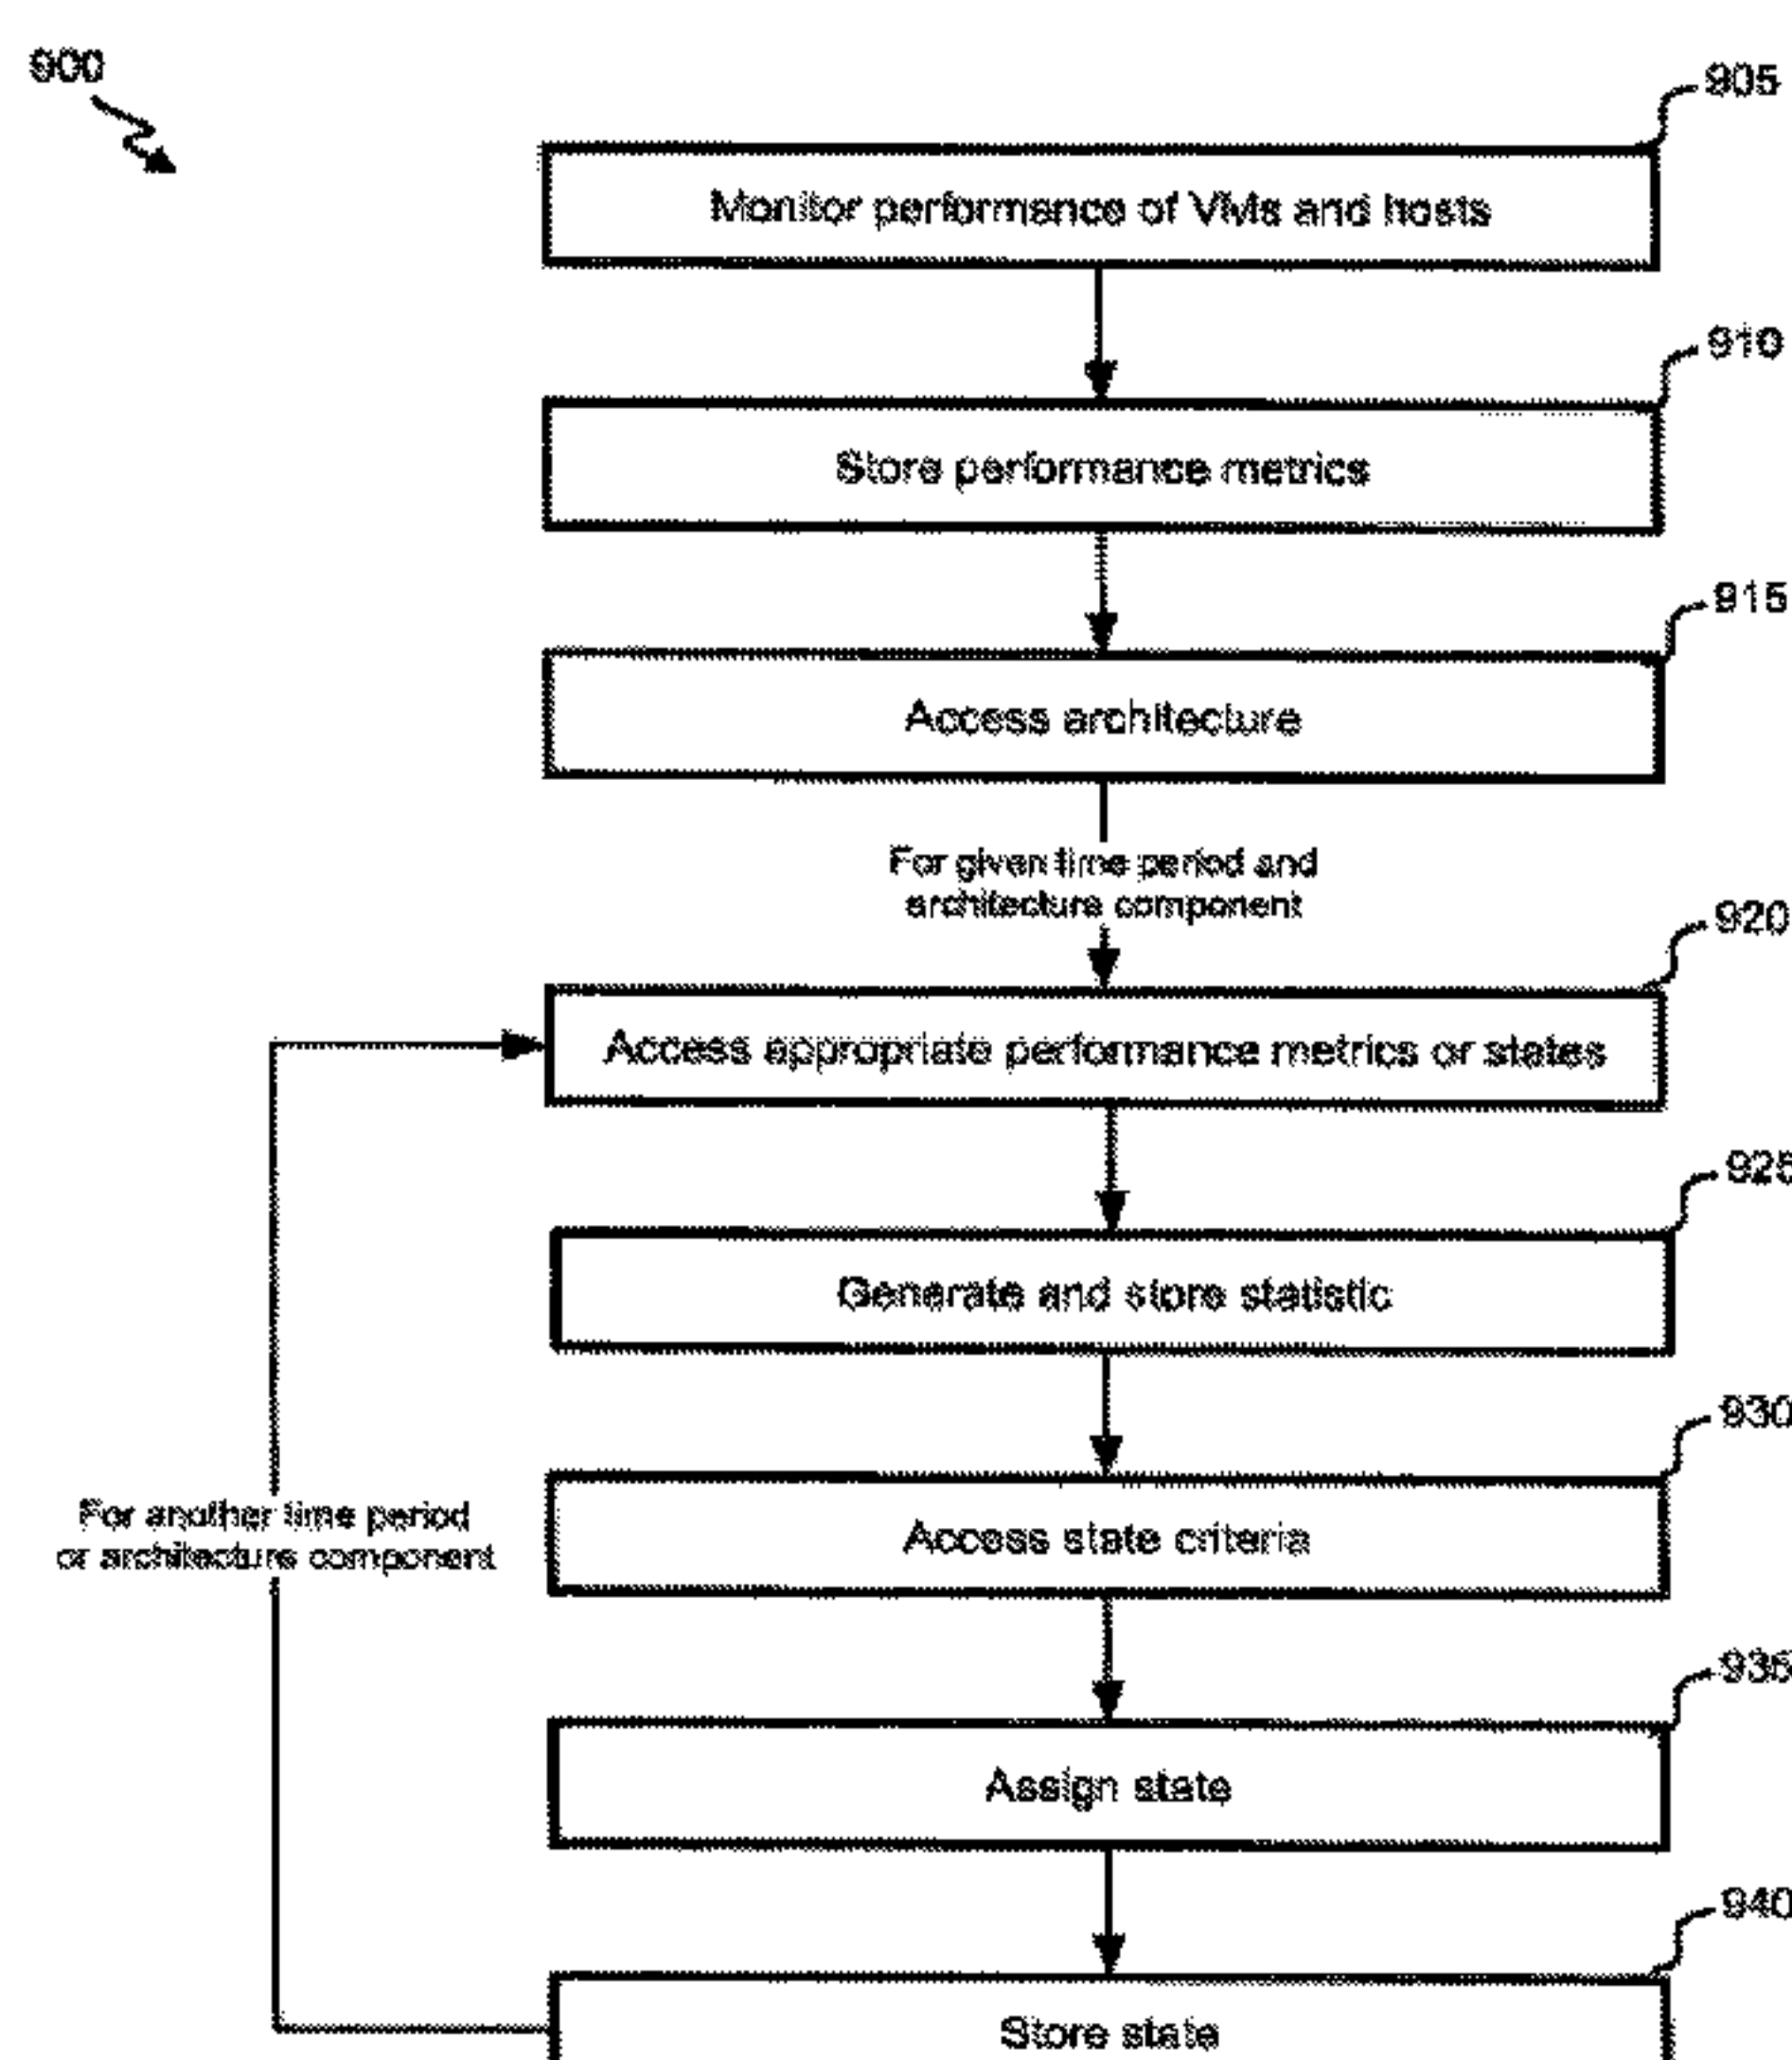 900
905
Monitor performance of VMs and hosts
910
Store performance metrics
915
Access architecture
For given time period and
architecture component
920
Access appropriate performance metrics or states
925
Generate and store statistic
930
Access state criteria
For another time period
or architecture component
935
Assign state
940
Store state